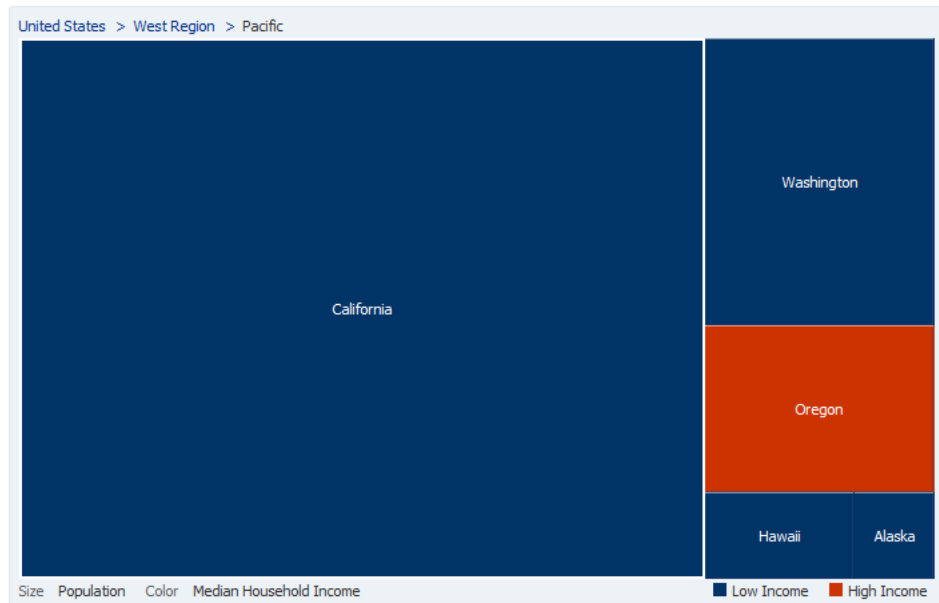 United States > West Region > Pacific
California
Washington
Oregon
Hawaii
Alaska
Size Population Color Median Household Income
Low Income High Income